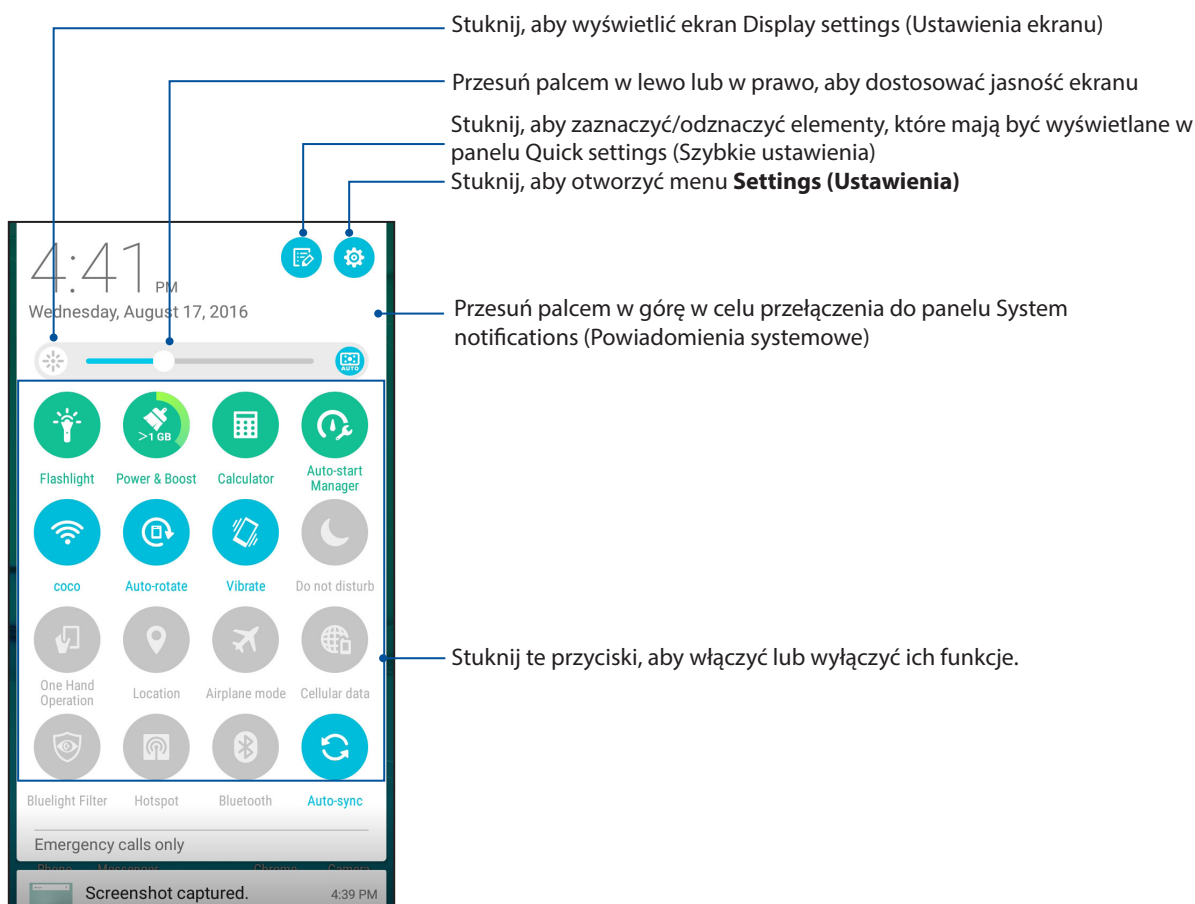 Stuknij, aby wyświetlić ekran Display settings (Ustawienia ekranu)
Przesuń palcem w lewo lub w prawo, aby dostosować jasność ekranu
Stuknij, aby zaznaczyć/odznaczyć elementy, które mają być wyświetlane w
panelu Quick settings (Szybkie ustawienia)
Stuknij, aby otworzyć menu Settings (Ustawienia)
4:41 PM
Wednesday, August 17, 2016
Przesuń palcem w górę w celu przełączenia do panelu System
notifications (Powiadomienia systemowe)
AUTO
>1 GB
Flashlight Power & Boost Calculator Auto-start
Manager
coco Auto-rotate Vibrate Do not disturb
Stuknij te przyciski, aby włączyć lub wyłączyć ich funkcje.
One Hand
Operation Location Airplane mode Cellular data
Bluelight Filter Hotspot Bluetooth Auto-sync
Emergency calls only
Phone Messenger Chrome Camera
Screenshot captured. 4:39 PM